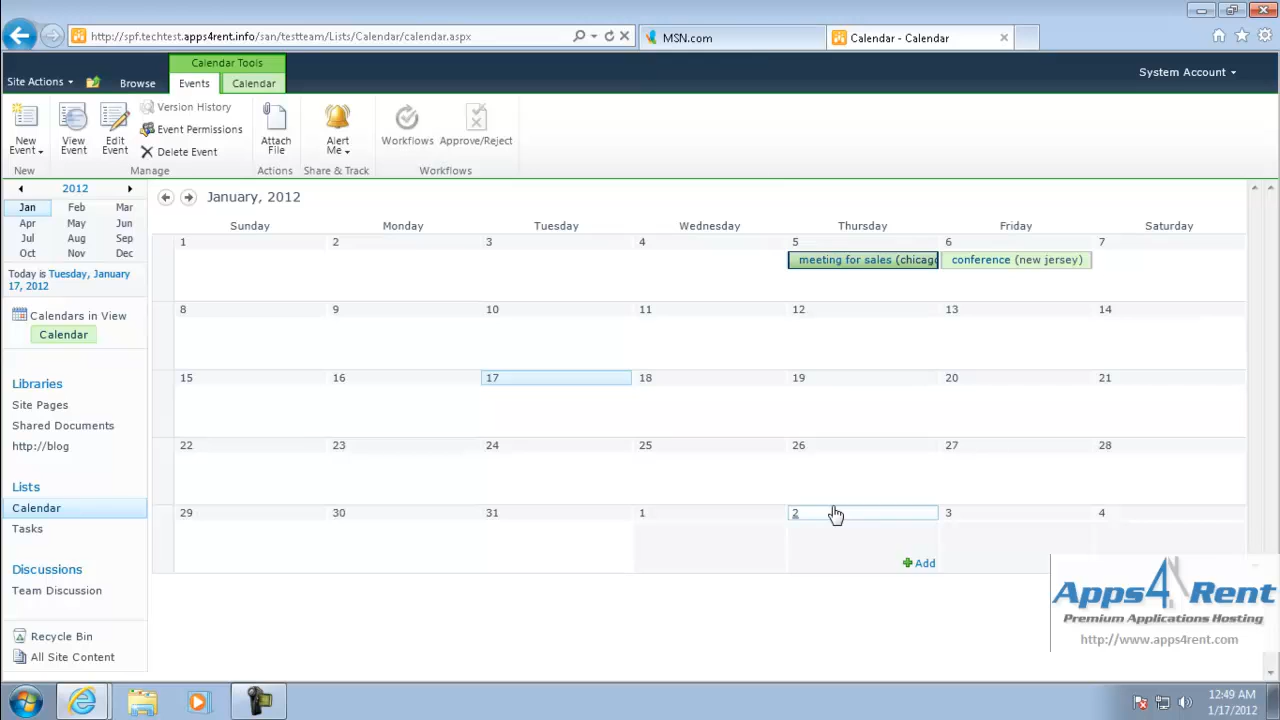 http://spf.techtest.apps4rent.info/san/testteam/Lists/Calendar/calendar.aspx
MSN.com
Calendar - Calendar
Calendar Tools
Site Actions
Browse
Events
Calendar
System Account
New Event
View Event
Edit Event
Version History
Event Permissions
Delete Event
Attach File
Alert Me
Workflows
Approve/Reject
New
Manage
Actions
Share & Track
Workflows
2012
Jan Feb Mar
Apr May Jun
Jul Aug Sep
Oct Nov Dec
Today is Tuesday, January
17, 2012
Calendars in View
Calendar
Libraries
Site Pages
Shared Documents
http://blog
Lists
Calendar
Tasks
Discussions
Team Discussion
Recycle Bin
All Site Content
January, 2012
Sunday Monday Tuesday Wednesday Thursday Friday Saturday
1 2 3 4 5 6 7
meeting for sales (chicago
conference (new jersey)
8 9 10 11 12 13 14
15 16 17 18 19 20 21
22 23 24 25 26 27 28
29 30 31 1 2 3 4
Add
Apps4Rent
Premium Applications Hosting
http://www.apps4rent.com
12:49 AM
1/17/2012